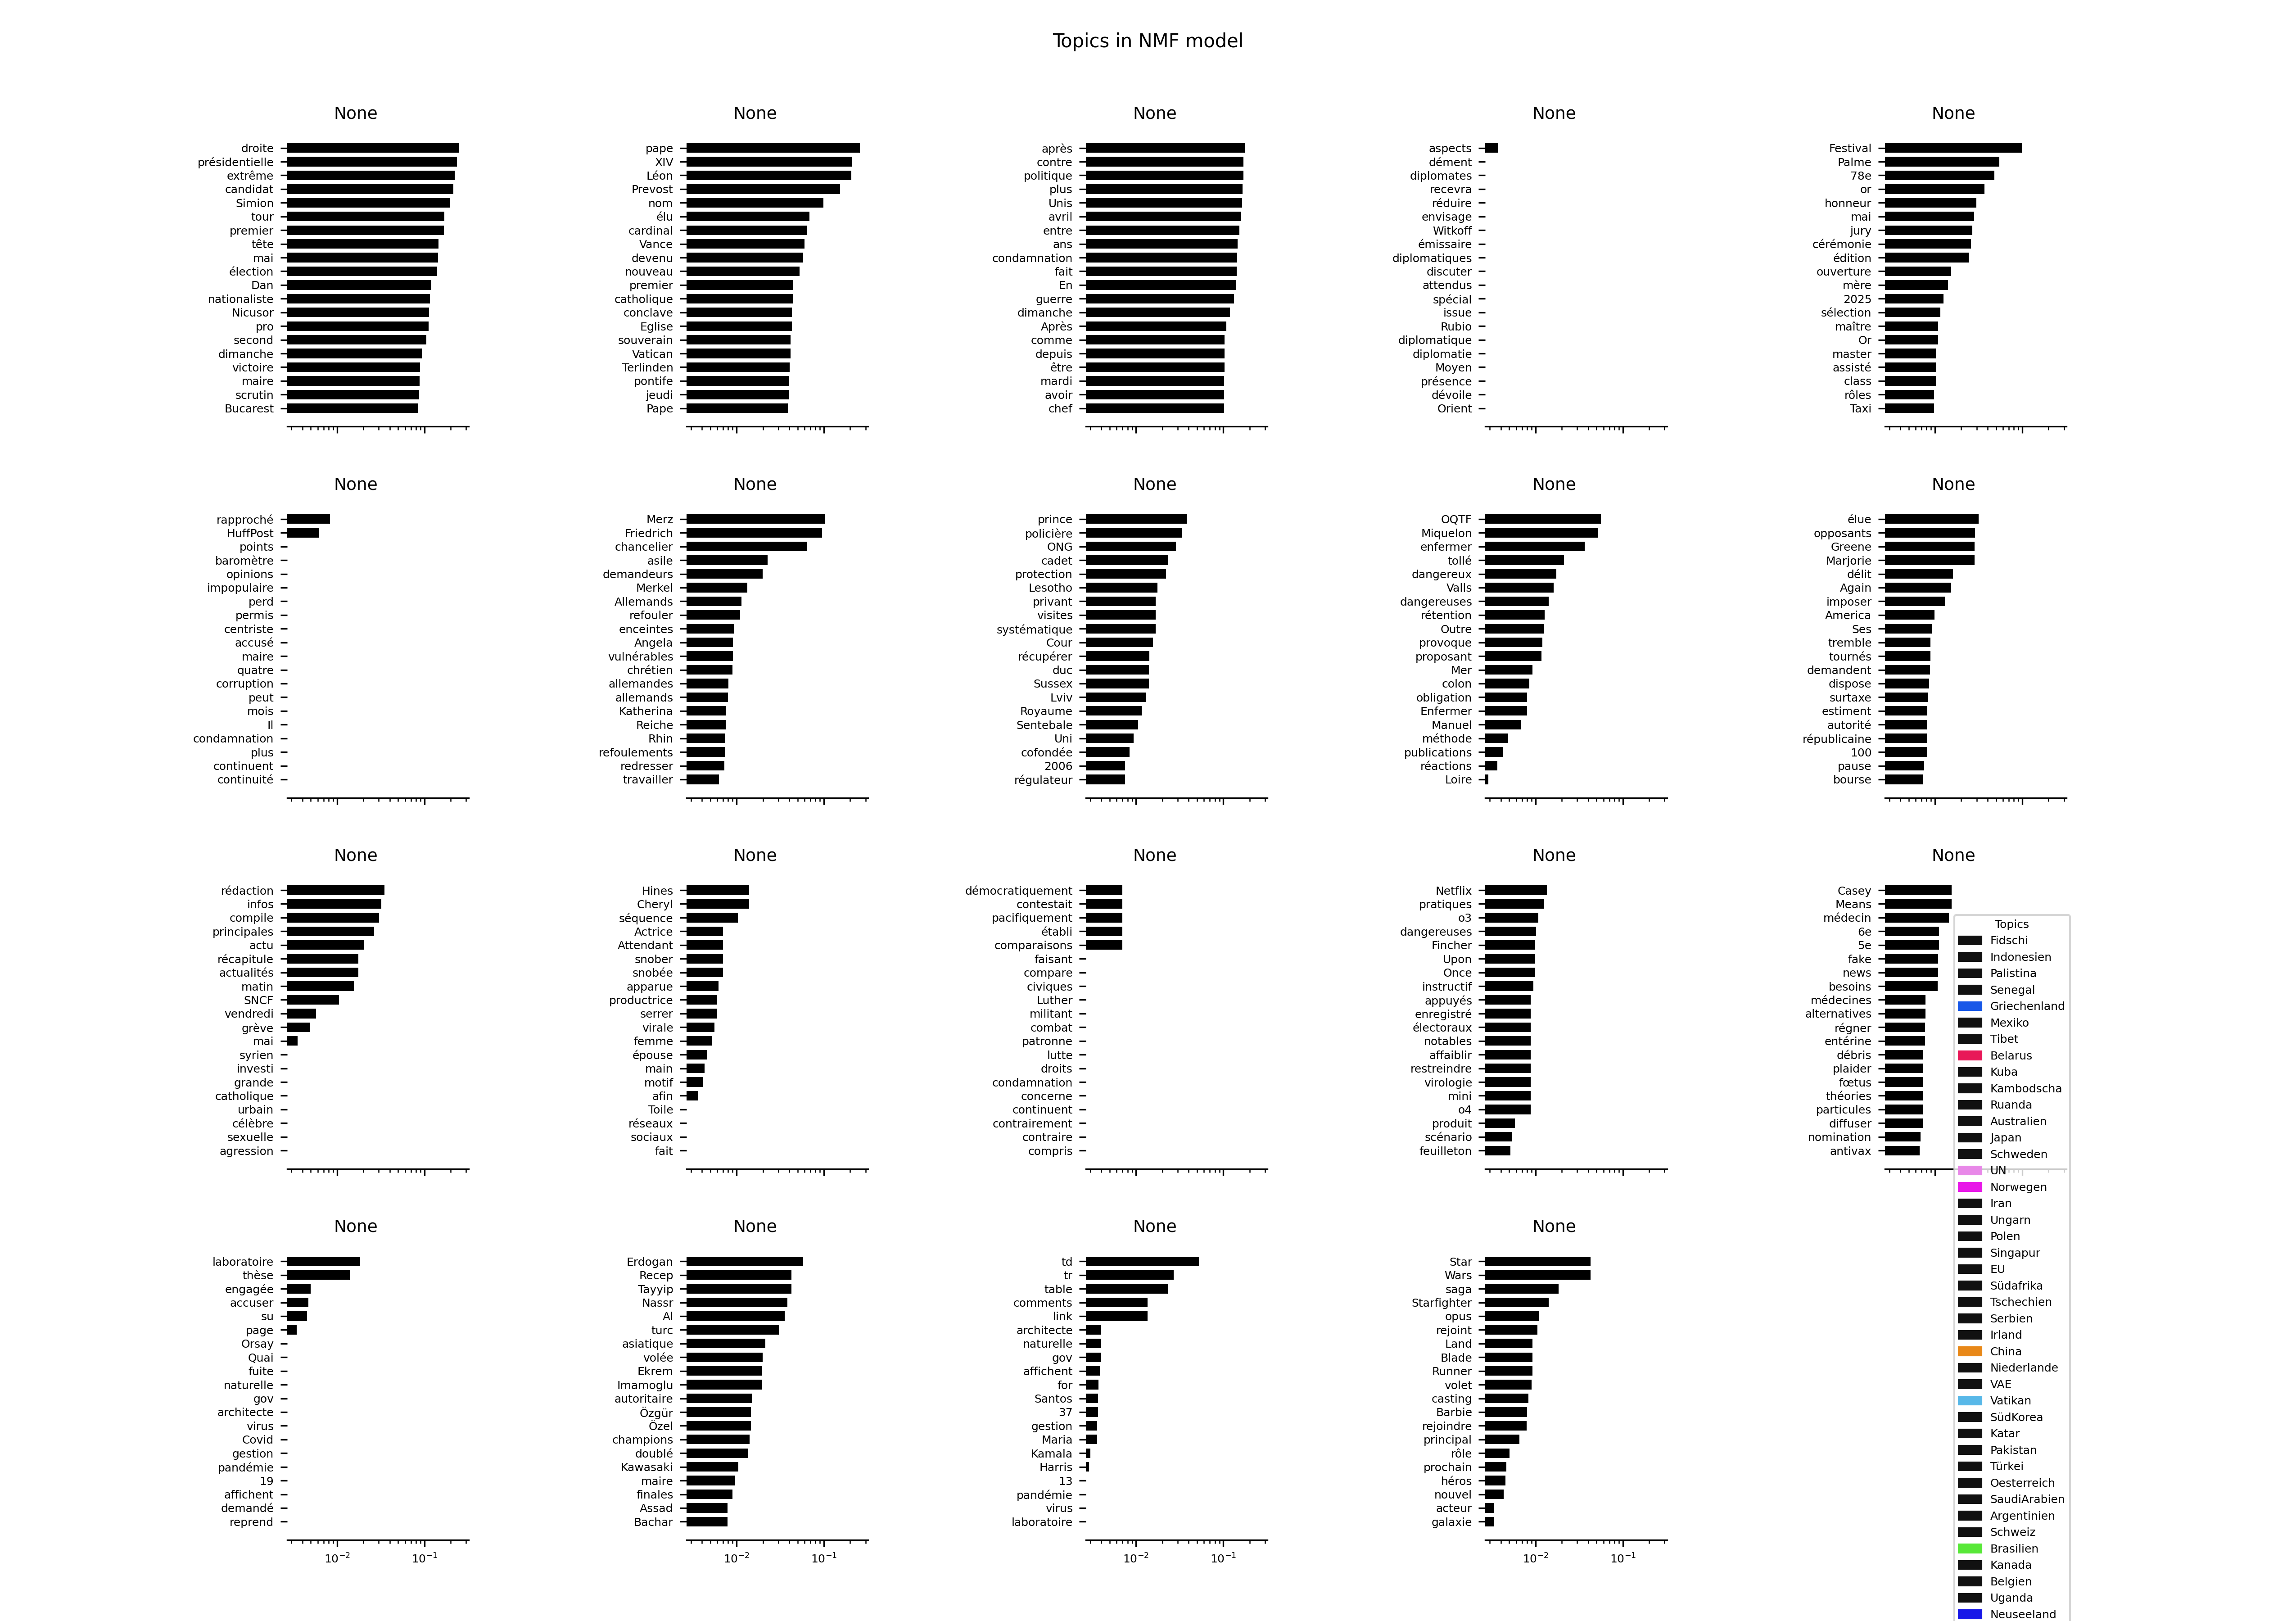 Topics in NMF model
None
droite
présidentielle
extrême
candidat
Simion
tour
premier
tête
mai
élection
Dan
nationaliste
Nicusor
pro
second
dimanche
victoire
maire
scrutin
Bucarest
None
pape
XIV
Léon
Prevost
nom
élu
cardinal
Vance
devenu
nouveau
premier
catholique
conclave
Eglise
souverain
Vatican
Terlinden
pontife
jeudi
Pape
None
après
contre
politique
plus
Unis
avril
entre
ans
condamnation
fait
En
guerre
dimanche
Après
comme
depuis
être
mardi
avoir
chef
None
aspects
dément
diplomates
recevra
réduire
envisage
Witkoff
émissaire
diplomatiques
discuter
attendus
spécial
issue
Rubio
diplomatique
diplomatie
Moyen
présence
dévoile
Orient
None
Festival
Palme
78e
or
honneur
mai
jury
cérémonie
édition
ouverture
mère
2025
sélection
maître
Or
master
assisté
class
rôles
Taxi
None
rapproché
HuffPost
points
baromètre
opinions
impopulaire
perd
permis
centriste
accusé
maire
quatre
corruption
peut
mois
Il
condamnation
plus
continuent
continuité
None
Merz
Friedrich
chancelier
asile
demandeurs
Merkel
Allemands
refouler
enceintes
Angela
vulnérables
chrétien
allemandes
allemands
Katherina
Reiche
Rhin
refoulements
redresser
travailler
None
prince
policière
ONG
cadet
protection
Lesotho
privant
visites
systématique
Cour
récupérer
duc
Sussex
Lviv
Royaume
Sentebale
Uni
cofondée
2006
régulateur
None
OQTF
Miquelon
enfermer
tollé
dangereux
Valls
dangereuses
rétention
Outre
provoque
proposant
Mer
colon
obligation
Enfermer
Manuel
méthode
publications
réactions
Loire
None
élue
opposants
Greene
Marjorie
délit
Again
imposer
America
Ses
tremble
tournés
demandent
dispose
surtaxe
estiment
autorité
républicaine
100
pause
bourse
None
rédaction
infos
compile
principales
actu
récapitule
actualités
matin
SNCF
vendredi
grève
mai
syrien
investi
grande
catholique
urbain
célèbre
sexuelle
agression
None
Hines
Cheryl
séquence
Actrice
Attendant
snober
snobée
apparue
productrice
serrer
virale
femme
épouse
main
motif
afin
Toile
réseaux
sociaux
fait
None
démocratiquement
contestait
pacifiquement
établi
comparaisons
faisant
compare
civiques
Luther
militant
combat
patronne
lutte
droits
condamnation
concerne
continuent
contrairement
contraire
compris
None
Netflix
pratiques
o3
dangereuses
Fincher
Upon
Once
instructif
appuyés
enregistré
électoraux
notables
affaiblir
restreindre
virologie
mini
o4
produit
scénario
feuilleton
None
Casey
Means
médecin
6e
5e
fake
news
besoins
médecines
alternatives
régner
entérine
débris
plaider
fœtus
théories
particules
diffuser
nomination
antivax
Topics
Fidschi
Indonesien
Palistina
Senegal
Griechenland
Mexiko
Tibet
Belarus
Kuba
Kambodscha
Ruanda
Australien
Japan
Schweden
UN
Norwegen
Iran
Ungarn
Polen
Singapur
EU
Südafrika
Tschechien
Serbien
Irland
China
Niederlande
VAE
Vatikan
SüdKorea
Katar
Pakistan
Türkei
Oesterreich
SaudiArabien
Argentinien
Schweiz
Brasilien
Kanada
Belgien
Uganda
Neuseeland
None
laboratoire
thèse
engagée
accuser
su
page
Orsay
Quai
fuite
naturelle
gov
architecte
virus
Covid
gestion
pandémie
19
affichent
demandé
reprend
10⁻² 10⁻¹
None
Erdogan
Recep
Tayyip
Nassr
Al
turc
asiatique
volée
Ekrem
Imamoglu
autoritaire
Özgür
Özel
champions
doublé
Kawasaki
maire
finales
Assad
Bachar
10⁻² 10⁻¹
None
td
tr
table
comments
link
architecte
naturelle
gov
affichent
for
Santos
37
gestion
Maria
Kamala
Harris
13
pandémie
virus
laboratoire
10⁻² 10⁻¹
None
Star
Wars
saga
Starfighter
opus
rejoint
Land
Blade
Runner
volet
casting
Barbie
rejoindre
principal
rôle
prochain
héros
nouvel
acteur
galaxie
10⁻² 10⁻¹